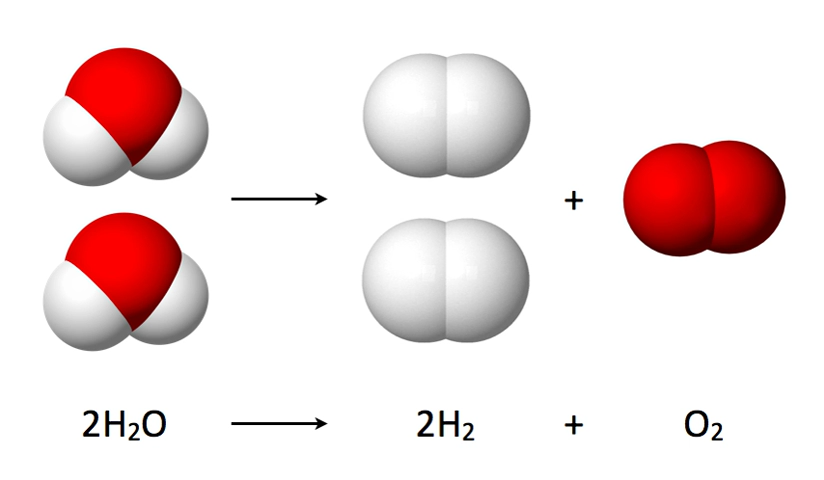 +
2H₂O ⟶ 2H₂ + O₂